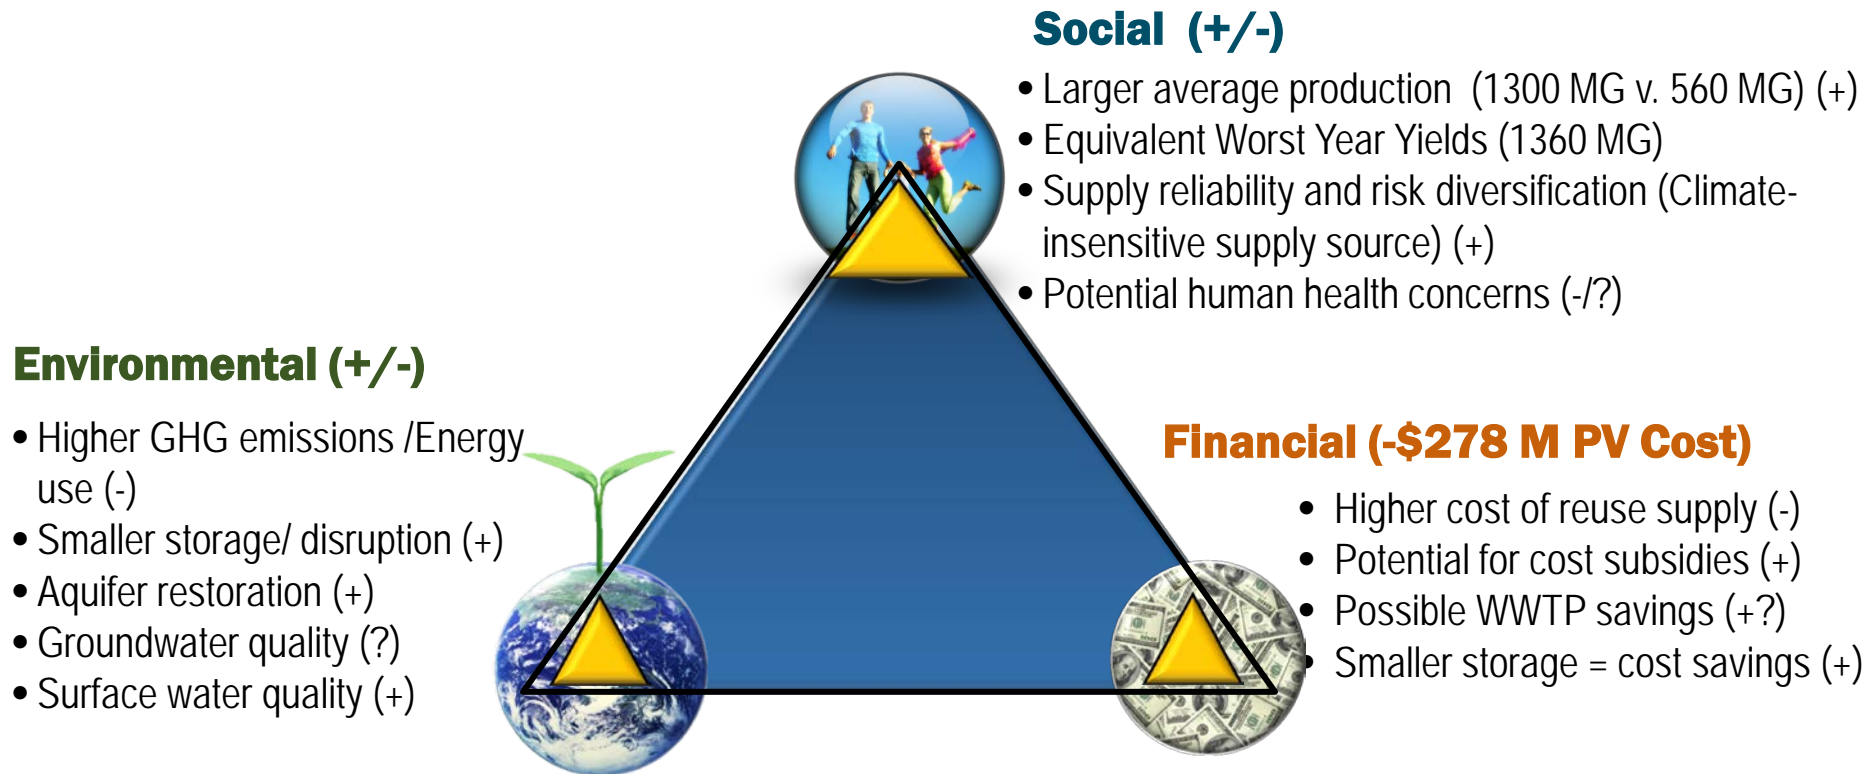 Social (+/-)
• Larger average production (1300 MG v. 560 MG) (+)
• Equivalent Worst Year Yields (1360 MG)
• Supply reliability and risk diversification (Climate-
insensitive supply source) (+)
• Potential human health concerns (-/?)
Environmental (+/-)
• Higher GHG emissions /Energy
use (-)
• Smaller storage/ disruption (+)
• Aquifer restoration (+)
• Groundwater quality (?)
• Surface water quality (+)
Financial (-$278 M PV Cost)
• Higher cost of reuse supply (-)
• Potential for cost subsidies (+)
• Possible WWTP savings (+?)
• Smaller storage = cost savings (+)